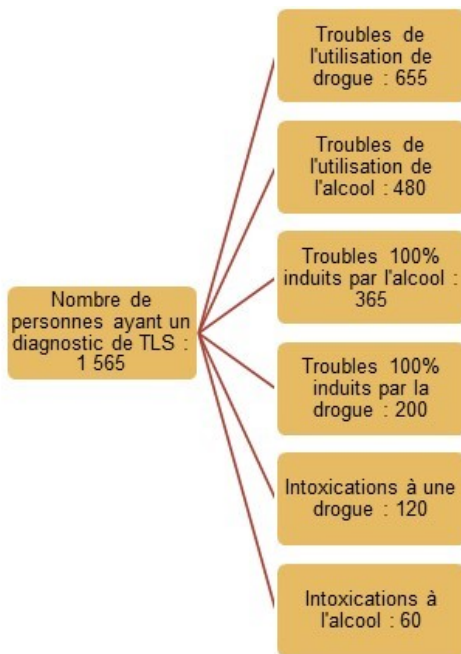 Troubles de
l'utilisation de
drogue : 655
Troubles de
l'utilisation de
l'alcool : 480
Troubles 100%
induits par l'alcool :
365
Nombre de
personnes ayant un
diagnostic de TLS :
1 565
Troubles 100%
induits par la
drogue : 200
Intoxications à une
drogue : 120
Intoxications à
l'alcool : 60